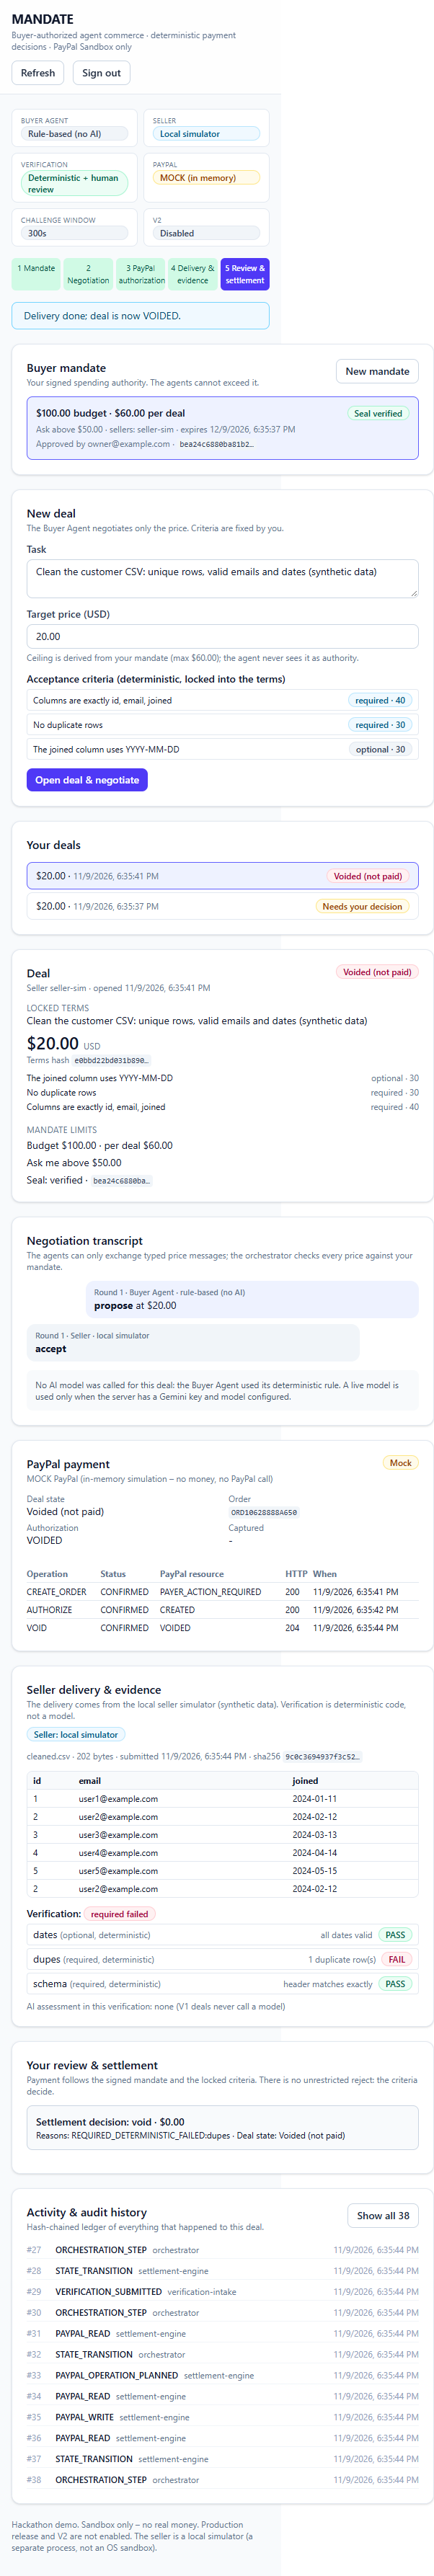 MANDATE
Buyer-authorized agent commerce · deterministic payment
decisions · PayPal Sandbox only
Refresh
Sign out
BUYER AGENT
Rule-based (no AI)
SELLER
Local simulator
VERIFICATION
Deterministic + human
review
PAYPAL
MOCK (in memory)
CHALLENGE WINDOW
300s
V2
Disabled
1 Mandate
2
Negotiation
3 PayPal
authorization
4 Delivery &
evidence
5 Review &
settlement
Delivery done; deal is now VOIDED.
Buyer mandate
Your signed spending authority. The agents cannot exceed it.
New mandate
$100.00 budget · $60.00 per deal
Seal verified
Ask above $50.00 · sellers: seller-sim · expires 12/9/2026, 6:35:37 PM
Approved by owner@example.com · bea24c6880ba81b2…
New deal
The Buyer Agent negotiates only the price. Criteria are fixed by you.
Task
Clean the customer CSV: unique rows, valid emails and dates (synthetic data)
Target price (USD)
20.00
Ceiling is derived from your mandate (max $60.00); the agent never sees it as authority.
Acceptance criteria (deterministic, locked into the terms)
Columns are exactly id, email, joined
required · 40
No duplicate rows
required · 30
The joined column uses YYYY-MM-DD
optional · 30
Open deal & negotiate
Your deals
$20.00 · 11/9/2026, 6:35:41 PM
Voided (not paid)
$20.00 · 11/9/2026, 6:35:37 PM
Needs your decision
Deal
Voided (not paid)
Seller seller-sim · opened 11/9/2026, 6:35:41 PM
LOCKED TERMS
Clean the customer CSV: unique rows, valid emails and dates (synthetic data)
$20.00 USD
Terms hash e0bbd22bd031b890…
The joined column uses YYYY-MM-DD
optional · 30
No duplicate rows
required · 30
Columns are exactly id, email, joined
required · 40
MANDATE LIMITS
Budget $100.00 · per deal $60.00
Ask me above $50.00
Seal: verified · bea24c6880ba…
Negotiation transcript
The agents can only exchange typed price messages; the orchestrator checks every price against your
mandate.
Round 1 · Buyer Agent · rule-based (no AI)
propose at $20.00
Round 1 · Seller · local simulator
accept
No AI model was called for this deal: the Buyer Agent used its deterministic rule. A live model is
used only when the server has a Gemini key and model configured.
PayPal payment
Mock
MOCK PayPal (in-memory simulation – no money, no PayPal call)
Deal state
Voided (not paid)
Order
ORD10628888A650
Authorization
VOIDED
Captured
-
Operation Status PayPal resource HTTP When
CREATE_ORDER CONFIRMED PAYER_ACTION_REQUIRED 200 11/9/2026, 6:35:41 PM
AUTHORIZE CONFIRMED CREATED 200 11/9/2026, 6:35:42 PM
VOID CONFIRMED VOIDED 204 11/9/2026, 6:35:44 PM
Seller delivery & evidence
The delivery comes from the local seller simulator (synthetic data). Verification is deterministic code,
not a model.
Seller: local simulator
cleaned.csv · 202 bytes · submitted 11/9/2026, 6:35:44 PM · sha256 9c0c3694937f3c52…
id email joined
1 user1@example.com 2024-01-11
2 user2@example.com 2024-02-12
3 user3@example.com 2024-03-13
4 user4@example.com 2024-04-14
5 user5@example.com 2024-05-15
2 user2@example.com 2024-02-12
Verification: required failed
dates (optional, deterministic) all dates valid PASS
dupes (required, deterministic) 1 duplicate row(s) FAIL
schema (required, deterministic) header matches exactly PASS
AI assessment in this verification: none (V1 deals never call a model)
Your review & settlement
Payment follows the signed mandate and the locked criteria. There is no unrestricted reject: the criteria
decide.
Settlement decision: void · $0.00
Reasons: REQUIRED_DETERMINISTIC_FAILED:dupes · Deal state: Voided (not paid)
Activity & audit history
Show all 38
Hash-chained ledger of everything that happened to this deal.
#27 ORCHESTRATION_STEP orchestrator 11/9/2026, 6:35:44 PM
#28 STATE_TRANSITION settlement-engine 11/9/2026, 6:35:44 PM
#29 VERIFICATION_SUBMITTED verification-intake 11/9/2026, 6:35:44 PM
#30 ORCHESTRATION_STEP orchestrator 11/9/2026, 6:35:44 PM
#31 PAYPAL_READ settlement-engine 11/9/2026, 6:35:44 PM
#32 STATE_TRANSITION orchestrator 11/9/2026, 6:35:44 PM
#33 PAYPAL_OPERATION_PLANNED settlement-engine 11/9/2026, 6:35:44 PM
#34 PAYPAL_READ settlement-engine 11/9/2026, 6:35:44 PM
#35 PAYPAL_WRITE settlement-engine 11/9/2026, 6:35:44 PM
#36 PAYPAL_READ settlement-engine 11/9/2026, 6:35:44 PM
#37 STATE_TRANSITION settlement-engine 11/9/2026, 6:35:44 PM
#38 ORCHESTRATION_STEP orchestrator 11/9/2026, 6:35:44 PM
Hackathon demo. Sandbox only – no real money. Production
release and V2 are not enabled. The seller is a local simulator (a
separate process, not an OS sandbox).